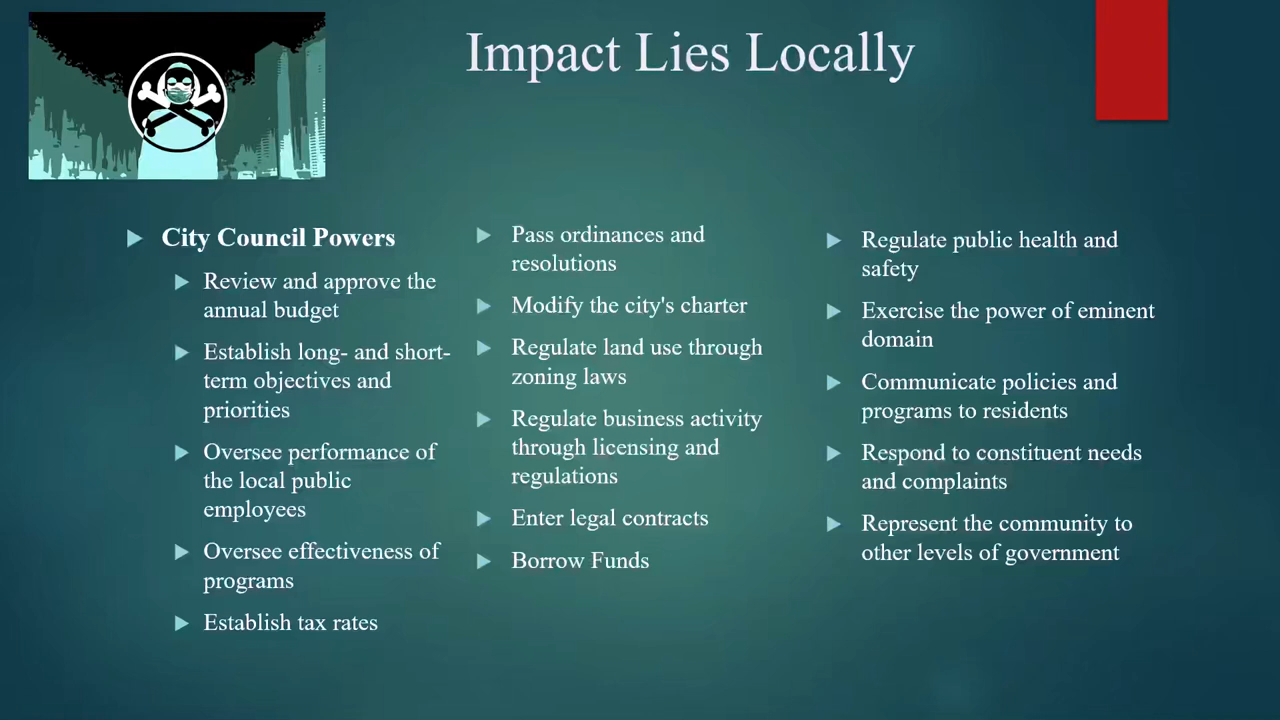 Impact Lies Locally
City Council Powers
Review and approve the
annual budget
Establish long- and short-
term objectives and
priorities
Oversee performance of
the local public
employees
Oversee effectiveness of
programs
Establish tax rates
Pass ordinances and
resolutions
Modify the city's charter
Regulate land use through
zoning laws
Regulate business activity
through licensing and
regulations
Enter legal contracts
Borrow Funds
Regulate public health and
safety
Exercise the power of eminent
domain
Communicate policies and
programs to residents
Respond to constituent needs
and complaints
Represent the community to
other levels of government